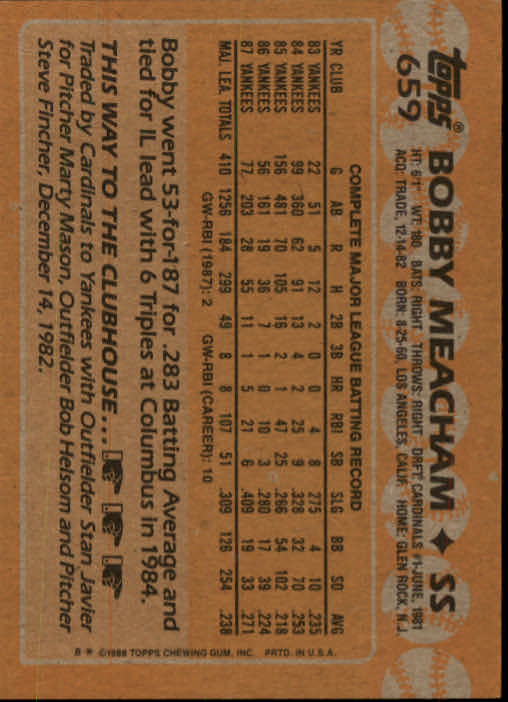 topps®
659
BOBBY MEACHAM ✦ SS
HT: 6'1" WT: 180 BATS: RIGHT THROWS: RIGHT DRFT: CARDINALS #1-JUNE, 1981
ACQ: TRADE, 12-14-82 BORN: 8-25-60, LOS ANGELES, CALIF. HOME: GLEN ROCK, N.J.
COMPLETE MAJOR LEAGUE BATTING RECORD
YR CLUB G AB R H 2B 3B HR RBI SB SLG BB SO AVG
83 YANKEES 22 51 5 12 2 0 0 4 8 .275 4 10 .235
84 YANKEES 99 360 62 91 13 4 2 25 9 .328 32 70 .253
85 YANKEES 156 481 70 105 16 2 1 47 25 .266 54 102 .218
86 YANKEES 56 161 19 36 7 1 0 10 3 .280 17 39 .224
87 YANKEES 77 203 28 55 11 1 5 21 6 .409 19 33 .271
MAJ. LEA. TOTALS 410 1256 184 299 49 8 8 107 51 .309 126 254 .238
GW-RBI (1987): 2 GW-RBI (CAREER): 10
Bobby went 53-for-187 for .283 Batting Average and
tied for IL lead with 6 Triples at Columbus in 1984.
THIS WAY TO THE CLUBHOUSE...
Traded by Cardinals to Yankees with Outfielder Stan Javier
for Pitcher Marty Mason, Outfielder Bob Helsom and Pitcher
Steve Fincher, December 14, 1982.
B * ©1988 TOPPS CHEWING GUM, INC. PRTD. IN U.S.A.